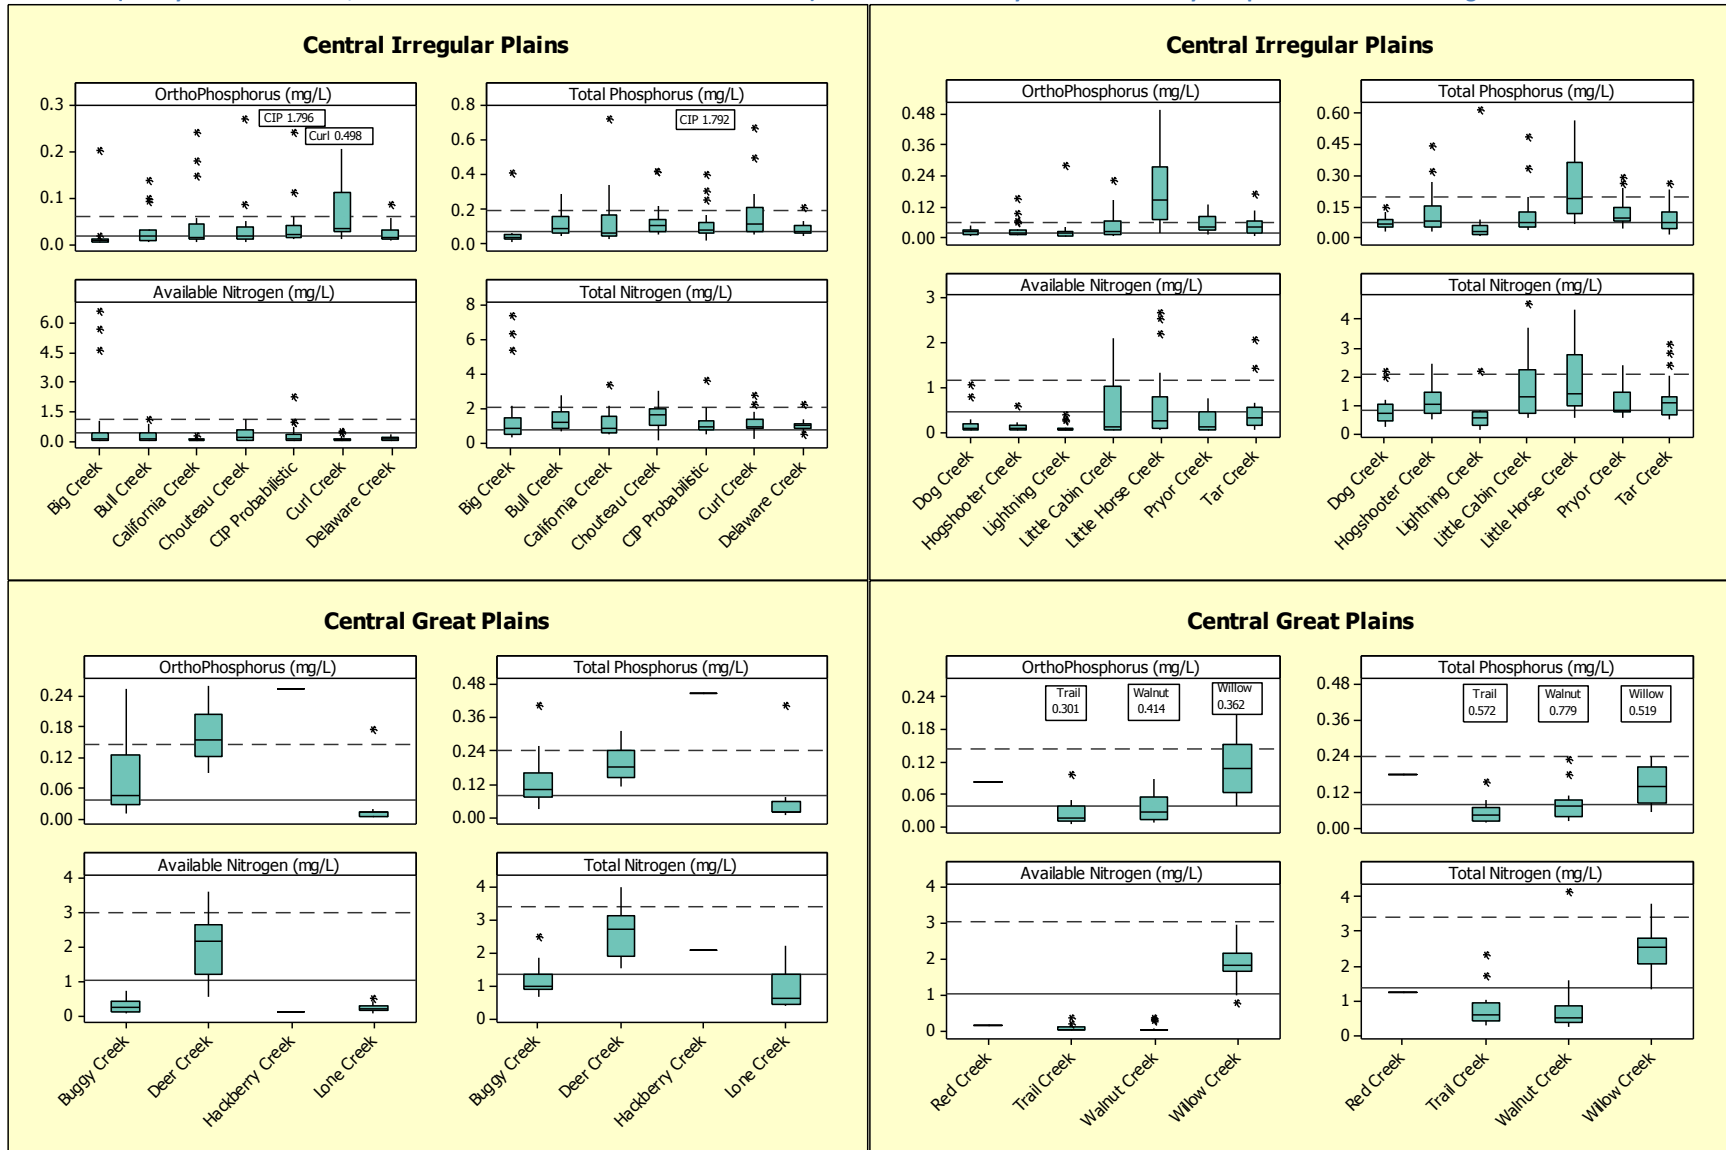 Central Irregular Plains
OrthoPhosphorus (mg/L)
0.3
0.2
0.1
0.0
CIP 1.796
Curl 0.498
Total Phosphorus (mg/L)
0.8
0.6
0.4
0.2
0.0
CIP 1.792
Available Nitrogen (mg/L)
6.0
4.5
3.0
1.5
0.0
Big Creek
Bull Creek
California Creek
Chouteau Creek
CIP Probabilistic
Curl Creek
Delaware Creek
Total Nitrogen (mg/L)
8
6
4
2
0
Big Creek
Bull Creek
California Creek
Chouteau Creek
CIP Probabilistic
Curl Creek
Delaware Creek
Central Irregular Plains
OrthoPhosphorus (mg/L)
0.48
0.36
0.24
0.12
0.00
Total Phosphorus (mg/L)
0.60
0.45
0.30
0.15
0.00
Available Nitrogen (mg/L)
3
2
1
0
Dog Creek
Hogshooter Creek
Lightning Creek
Little Cabin Creek
Little Horse Creek
Pryor Creek
Tar Creek
Total Nitrogen (mg/L)
4
3
2
1
0
Dog Creek
Hogshooter Creek
Lightning Creek
Little Cabin Creek
Little Horse Creek
Pryor Creek
Tar Creek
Central Great Plains
OrthoPhosphorus (mg/L)
0.24
0.18
0.12
0.06
0.00
Total Phosphorus (mg/L)
0.48
0.36
0.24
0.12
0.00
Available Nitrogen (mg/L)
4
3
2
1
0
Buggy Creek
Deer Creek
Hackberry Creek
Lone Creek
Total Nitrogen (mg/L)
4
3
2
1
0
Buggy Creek
Deer Creek
Hackberry Creek
Lone Creek
Central Great Plains
OrthoPhosphorus (mg/L)
0.24
0.18
0.12
0.06
0.00
Trail
0.301
Walnut
0.414
Willow
0.362
Total Phosphorus (mg/L)
0.48
0.36
0.24
0.12
0.00
Trail
0.572
Walnut
0.779
Willow
0.519
Available Nitrogen (mg/L)
4
3
2
1
0
Red Creek
Trail Creek
Walnut Creek
Willow Creek
Total Nitrogen (mg/L)
4
3
2
1
0
Red Creek
Trail Creek
Walnut Creek
Willow Creek